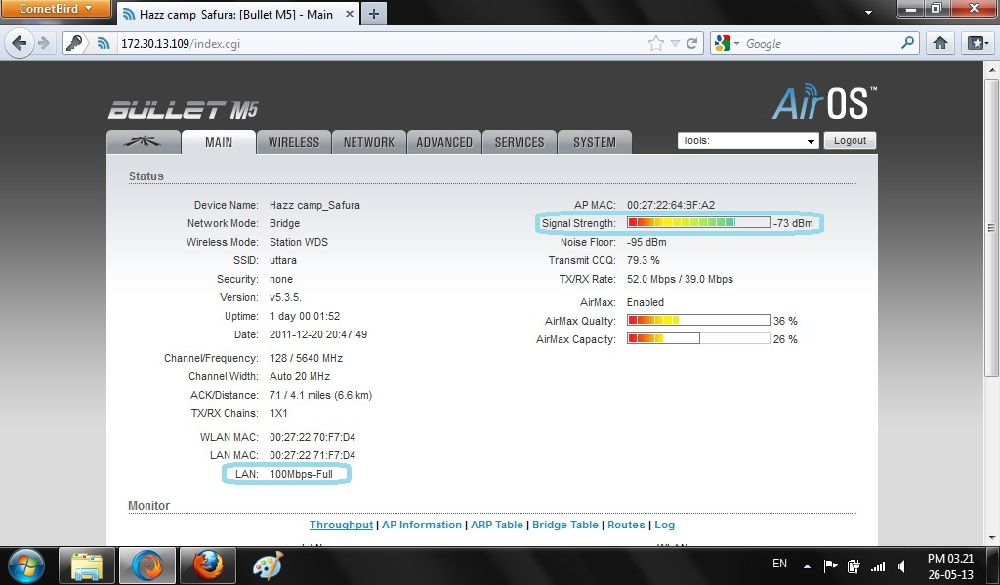 CometBird
Hazz camp_Safura: [Bullet M5] - Main
172.30.13.109/index.cgi
Google
BULLET M5
AirOS™
MAIN WIRELESS NETWORK ADVANCED SERVICES SYSTEM
Tools: Logout
Status
Device Name: Hazz camp_Safura
Network Mode: Bridge
Wireless Mode: Station WDS
SSID: uttara
Security: none
Version: v5.3.5.
Uptime: 1 day 00:01:52
Date: 2011-12-20 20:47:49
Channel/Frequency: 128 / 5640 MHz
Channel Width: Auto 20 MHz
ACK/Distance: 71 / 4.1 miles (6.6 km)
TX/RX Chains: 1X1
WLAN MAC: 00:27:22:70:F7:D4
LAN MAC: 00:27:22:71:F7:D4
LAN: 100Mbps-Full
AP MAC: 00:27:22:64:BF:A2
Signal Strength: -73 dBm
Noise Floor: -95 dBm
Transmit CCQ: 79.3 %
TX/RX Rate: 52.0 Mbps / 39.0 Mbps
AirMax: Enabled
AirMax Quality: 36 %
AirMax Capacity: 26 %
Monitor
Throughput | AP Information | ARP Table | Bridge Table | Routes | Log
EN
PM 03.21
26-05-13